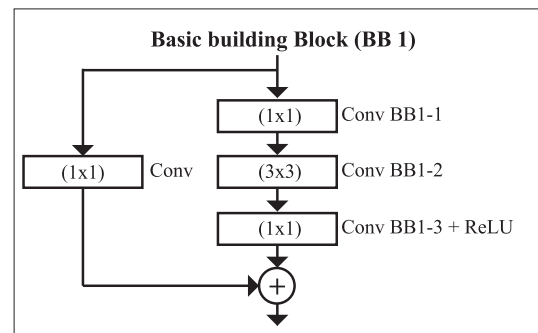 Basic building Block (BB 1)
(1x1) Conv BB1-1
(1x1) Conv
(3x3) Conv BB1-2
(1x1) Conv BB1-3 + ReLU
+